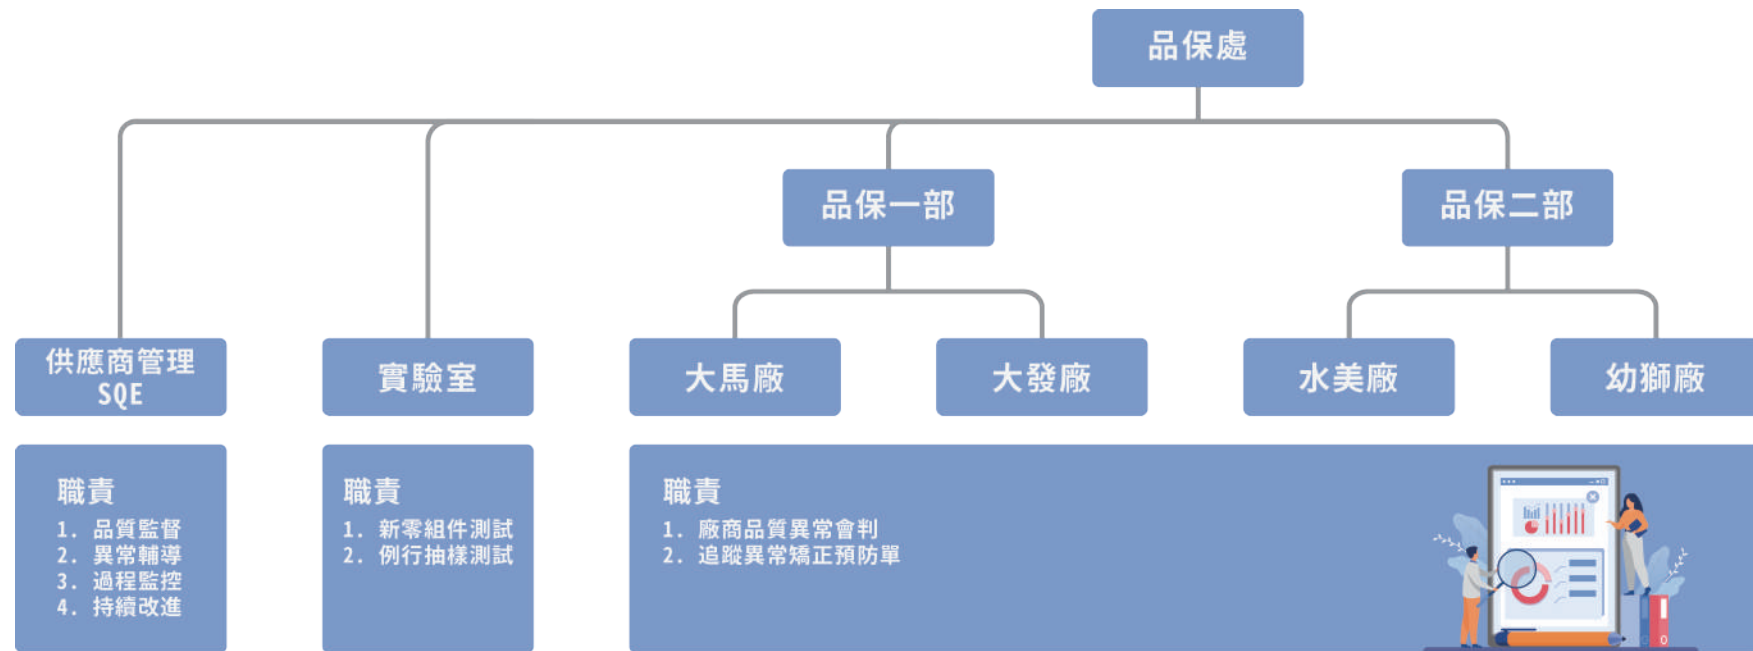 品保處
品保一部
品保二部
供應商管理
SQE
實驗室
大馬廠
大發廠
水美廠
幼獅廠
職責
1. 品質監督
2. 異常輔導
3. 過程監控
4. 持續改進
職責
1. 新零組件測試
2. 例行抽樣測試
職責
1. 廠商品質異常會判
2. 追蹤異常矯正預防單